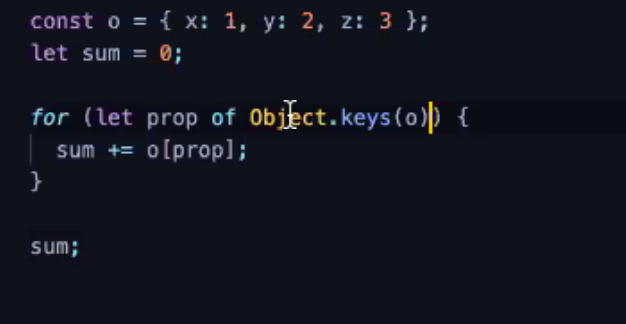 const o = { x: 1, y: 2, z: 3 };
let sum = 0;
for (let prop of Object.keys(o)) {
  sum += o[prop];
}
sum;